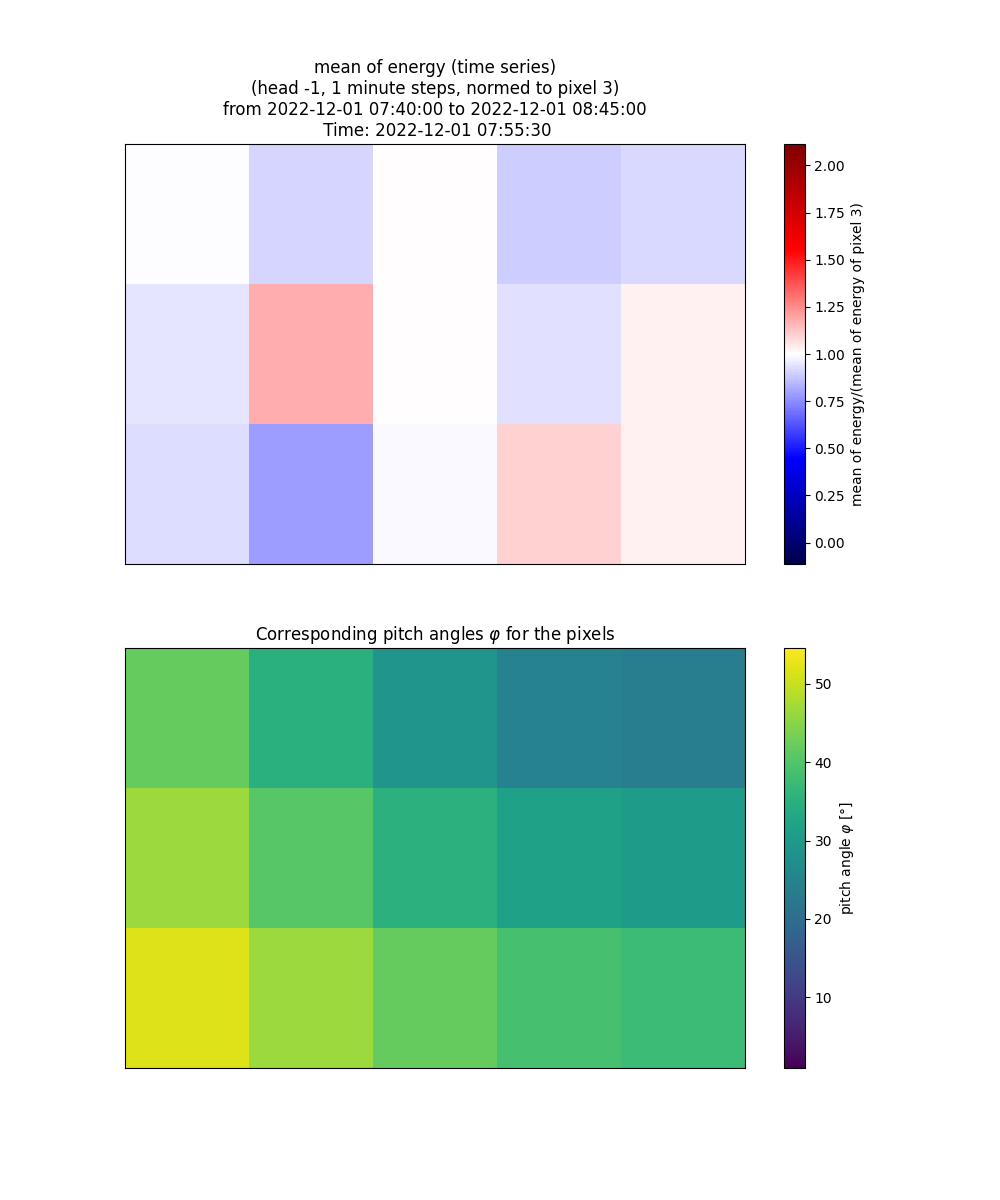 mean of energy (time series)
(head -1, 1 minute steps, normed to pixel 3)
from 2022-12-01 07:40:00 to 2022-12-01 08:45:00
Time: 2022-12-01 07:55:30
2.00
1.75
1.50
1.25
1.00
0.75
0.50
0.25
0.00
mean of energy/(mean of energy of pixel 3)
Corresponding pitch angles φ for the pixels
50
40
30
20
10
pitch angle φ [°]